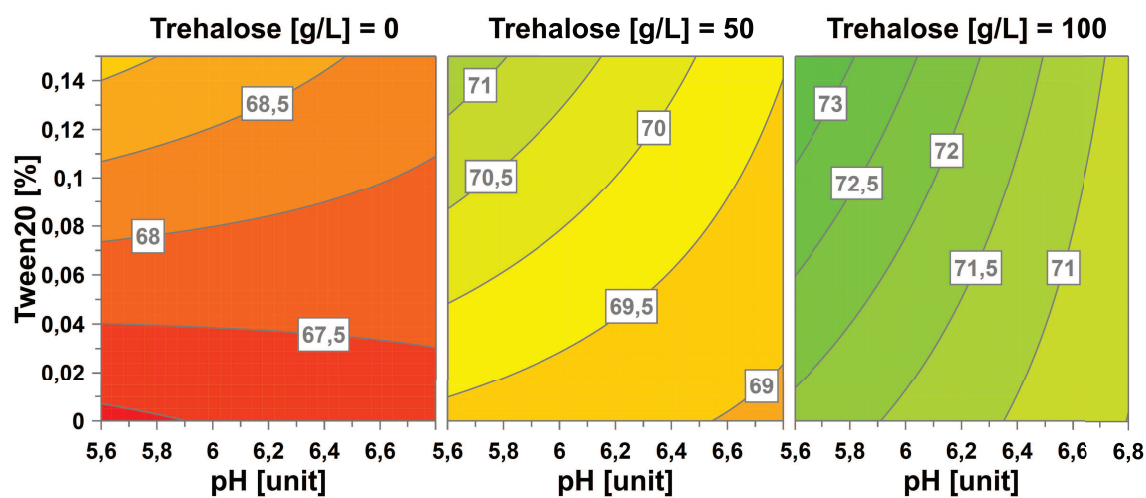 Trehalose [g/L] = 0
Trehalose [g/L] = 50
Trehalose [g/L] = 100
Tween20 [%]
0,14
0,12
0,1
0,08
0,06
0,04
0,02
0
68,5
68
67,5
71
70,5
70
69,5
69
73
72,5
72
71,5
71
5,6 5,8 6 6,2 6,4 6,6
5,6 5,8 6 6,2 6,4 6,6
5,6 5,8 6 6,2 6,4 6,6 6,8
pH [unit]
pH [unit]
pH [unit]